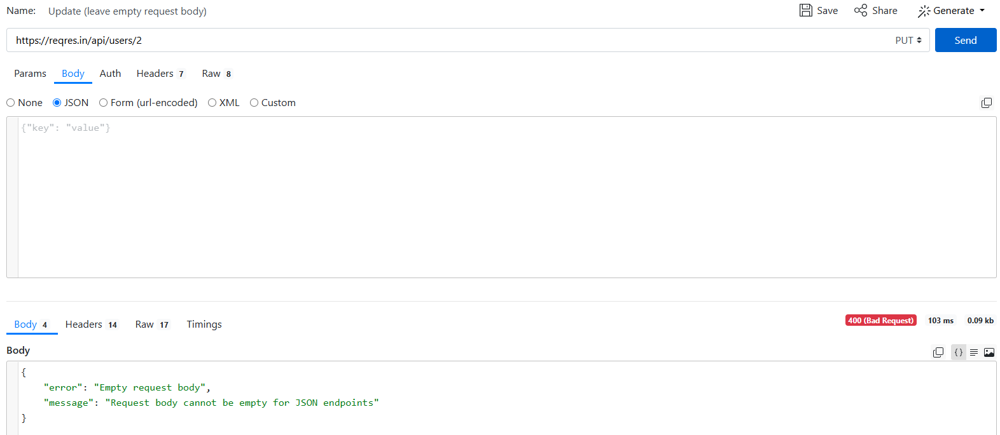 Name: Update (leave empty request body) Save Share Generate
https://reqres.in/api/users/2 PUT Send
Params Body Auth Headers 7 Raw 8
None JSON Form (url-encoded) XML Custom
{"key": "value"}
Body 4 Headers 14 Raw 17 Timings 400 (Bad Request) 103 ms 0.09 kb
Body {}
{
"error": "Empty request body",
"message": "Request body cannot be empty for JSON endpoints"
}